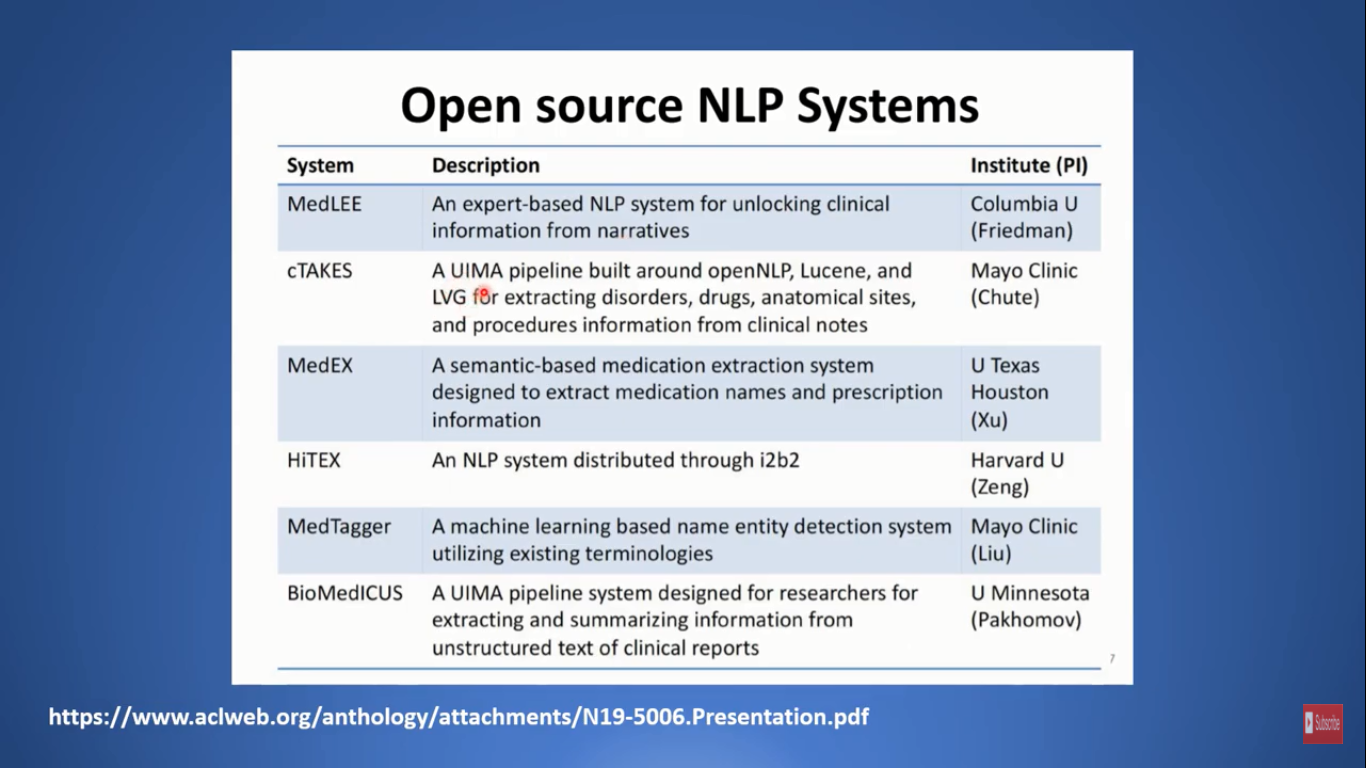 Open source NLP Systems
System Description Institute (PI)
MedLEE An expert-based NLP system for unlocking clinical Columbia U
information from narratives (Friedman)
cTAKES A UIMA pipeline built around openNLP, Lucene, and Mayo Clinic
LVG for extracting disorders, drugs, anatomical sites, (Chute)
and procedures information from clinical notes
MedEX A semantic-based medication extraction system U Texas
designed to extract medication names and prescription Houston
information (Xu)
HiTEX An NLP system distributed through i2b2 Harvard U
(Zeng)
MedTagger A machine learning based name entity detection system Mayo Clinic
utilizing existing terminologies (Liu)
BioMedICUS A UIMA pipeline system designed for researchers for U Minnesota
extracting and summarizing information from (Pakhomov)
unstructured text of clinical reports
7
https://www.aclweb.org/anthology/attachments/N19-5006.Presentation.pdf
Subscribe